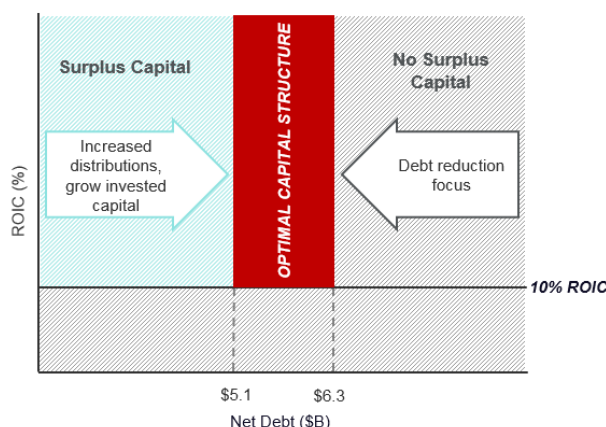 Surplus Capital
No Surplus
Capital
OPTIMAL CAPITAL STRUCTURE
Increased
distributions,
grow invested
capital
Debt reduction
focus
ROIC (%)
10% ROIC
$5.1
$6.3
Net Debt ($B)